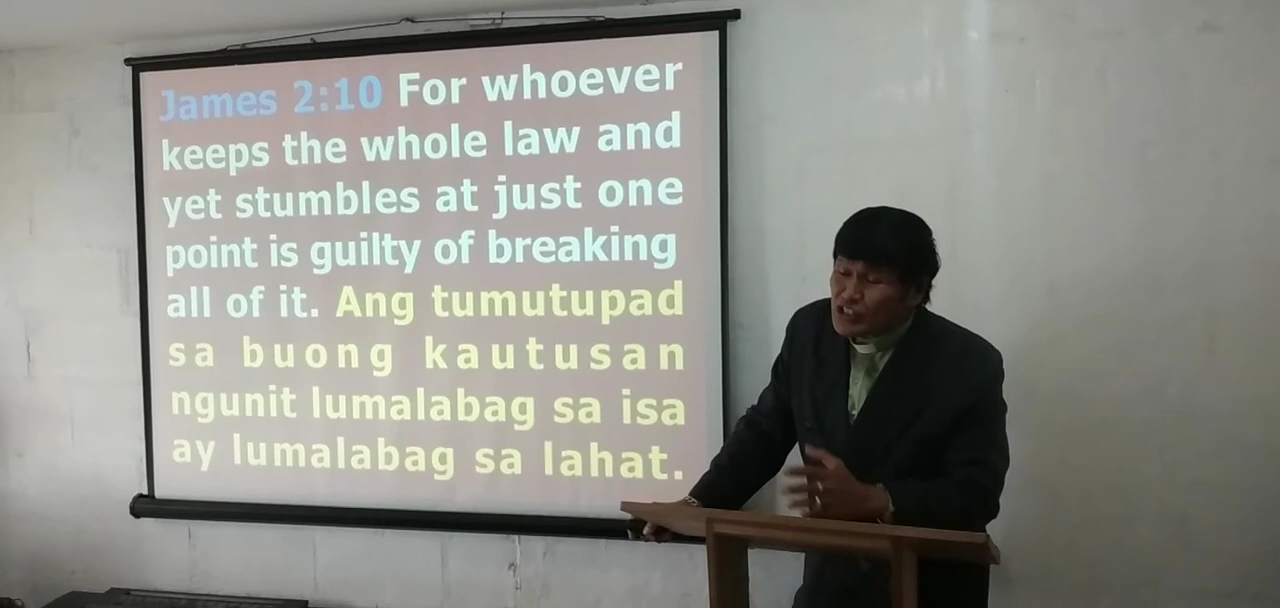 James 2:10 For whoever
keeps the whole law and
yet stumbles at just one
point is guilty of breaking
all of it. Ang tumutupad
sa buong kautusan
ngunit lumalabag sa isa
ay lumalabag sa lahat.